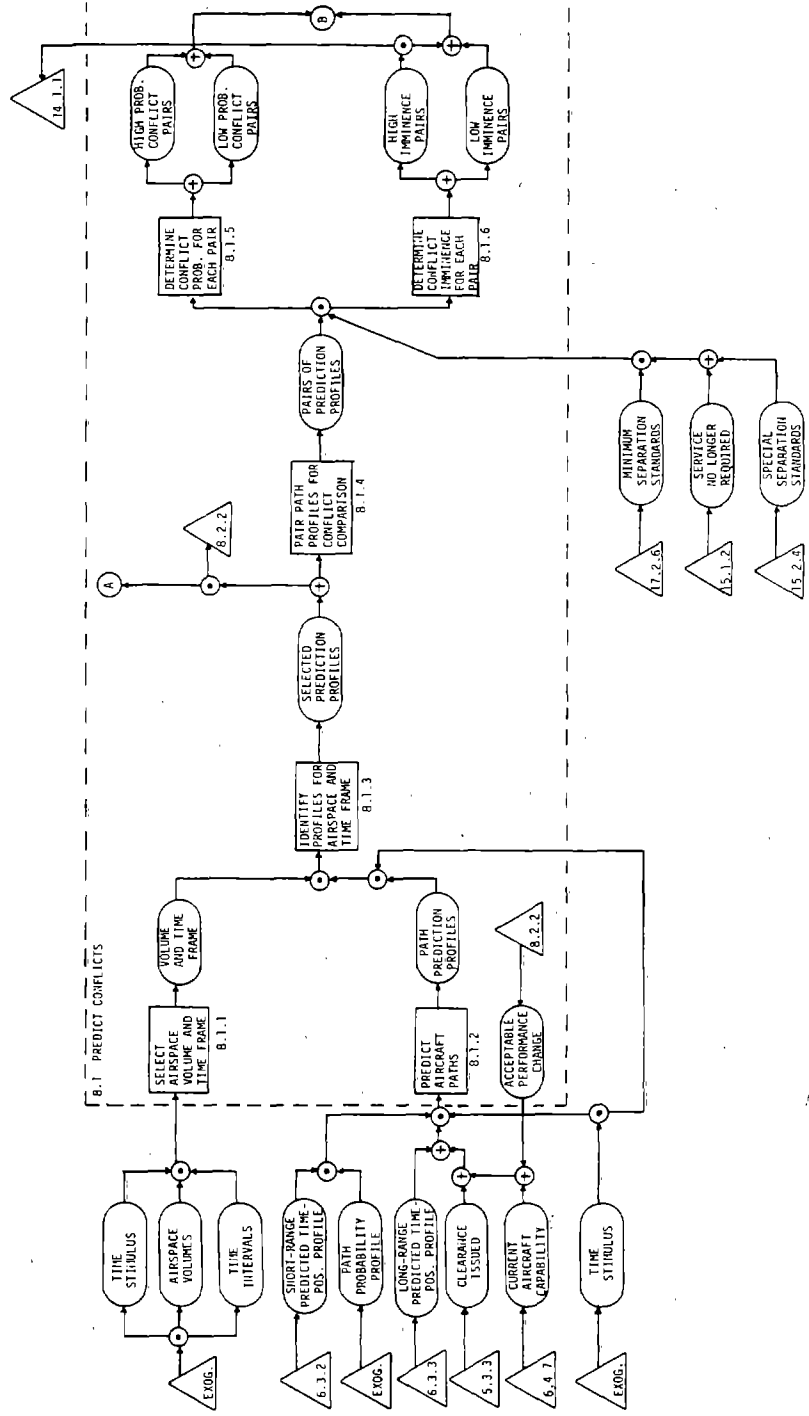 8.1 PREDICT CONFLICTS
EXOG.
TIME
STIMULUS
AIRSPACE
VOLUMES
TIME
INTERVALS
SELECT
AIRSPACE
VOLUME AND
TIME FRAME
8.1.1
VOLUME
AND TIME
FRAME
6.3.2
SHORT-RANGE
PREDICTED TIME-
POS. PROFILE
EXOG.
PATH
PROBABILITY
PROFILE
6.3.3
LONG-RANGE
PREDICTED TIME-
POS. PROFILE
5.3.3
CLEARANCE
ISSUED
6.4.7
CURRENT
AIRCRAFT
CAPABILITY
EXOG.
TIME
STIMULUS
PREDICT
AIRCRAFT
PATHS
8.1.2
PATH
PREDICTION
PROFILES
ACCEPTABLE
PERFORMANCE
CHANGE
8.2.2
IDENTIFY
PROFILES FOR
AIRSPACE AND
TIME FRAME
8.1.3
SELECTED
PREDICTION
PROFILES
A
8.2.2
PAIR PATH
PROFILES FOR
CONFLICT
COMPARISON
8.1.4
PAIRS OF
PREDICTION
PROFILES
17.2.6
MINIMUM
SEPARATION
STANDARDS
15.1.2
SERVICE
NO LONGER
REQUIRED
15.2.4
SPECIAL
SEPARATION
STANDARDS
DETERMINE
CONFLICT
PROB. FOR
EACH PAIR
8.1.5
DETERMINE
CONFLICT
IMMINENCE
FOR EACH
PAIR
8.1.6
HIGH PROB.
CONFLICT
PAIRS
LOW PROB.
CONFLICT
PAIRS
HIGH
IMMINENCE
PAIRS
LOW
IMMINENCE
PAIRS
14.1.1
B